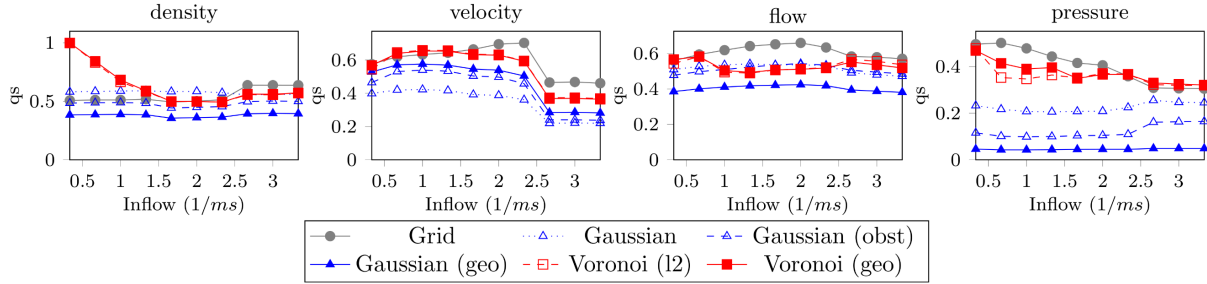 density
velocity
flow
pressure
qs
1
0.5
0
0.5 1 1.5 2 2.5 3
Inflow (1/ms)
qs
0.6
0.4
0.2
0
0.5 1 1.5 2 2.5 3
Inflow (1/ms)
qs
0.6
0.4
0.2
0
0.5 1 1.5 2 2.5 3
Inflow (1/ms)
qs
0.4
0.2
0
0.5 1 1.5 2 2.5 3
Inflow (1/ms)
Grid Gaussian Gaussian (obst)
Gaussian (geo) Voronoi (l2) Voronoi (geo)